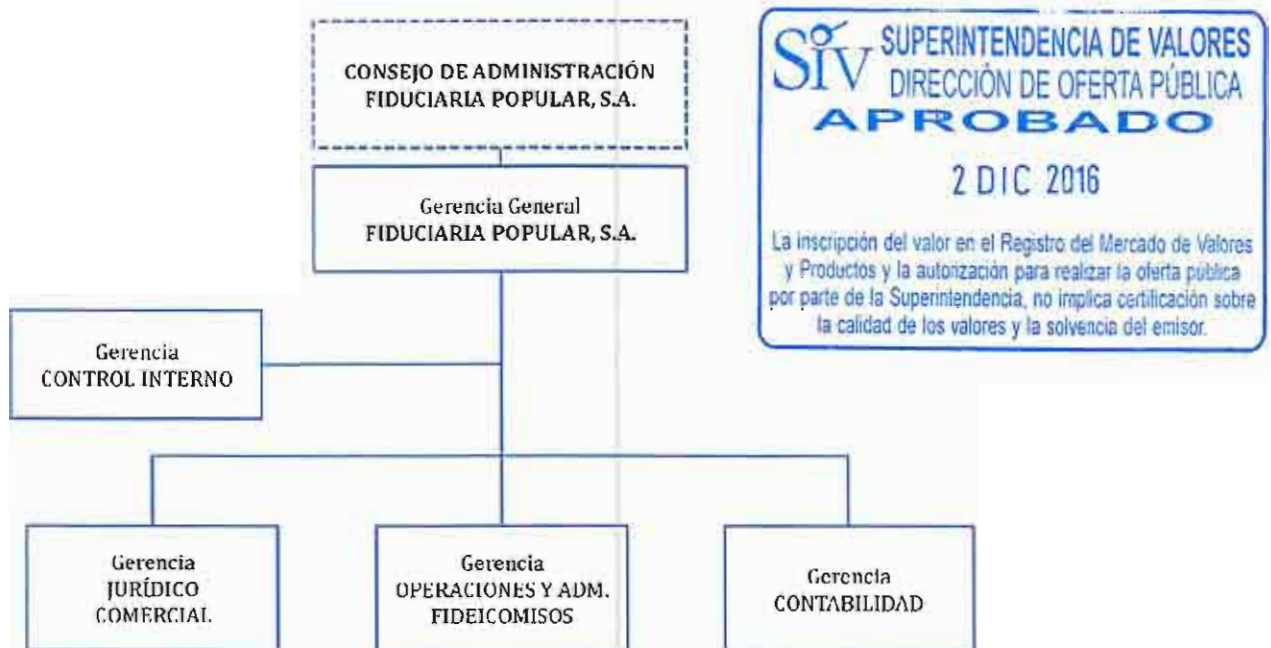 CONSEJO DE ADMINISTRACIÓN
FIDUCIARIA POPULAR, S.A.
Gerencia General
FIDUCIARIA POPULAR, S.A.
Gerencia
CONTROL INTERNO
Gerencia
JURÍDICO
COMERCIAL
Gerencia
OPERACIONES Y ADM.
FIDEICOMISOS
Gerencia
CONTABILIDAD
SIV SUPERINTENDENCIA DE VALORES
DIRECCIÓN DE OFERTA PÚBLICA
APROBADO
2 DIC 2016
La inscripción del valor en el Registro del Mercado de Valores
y Productos y la autorización para realizar la oferta pública
por parte de la Superintendencia, no implica certificación sobre
la calidad de los valores y la solvencia del emisor.